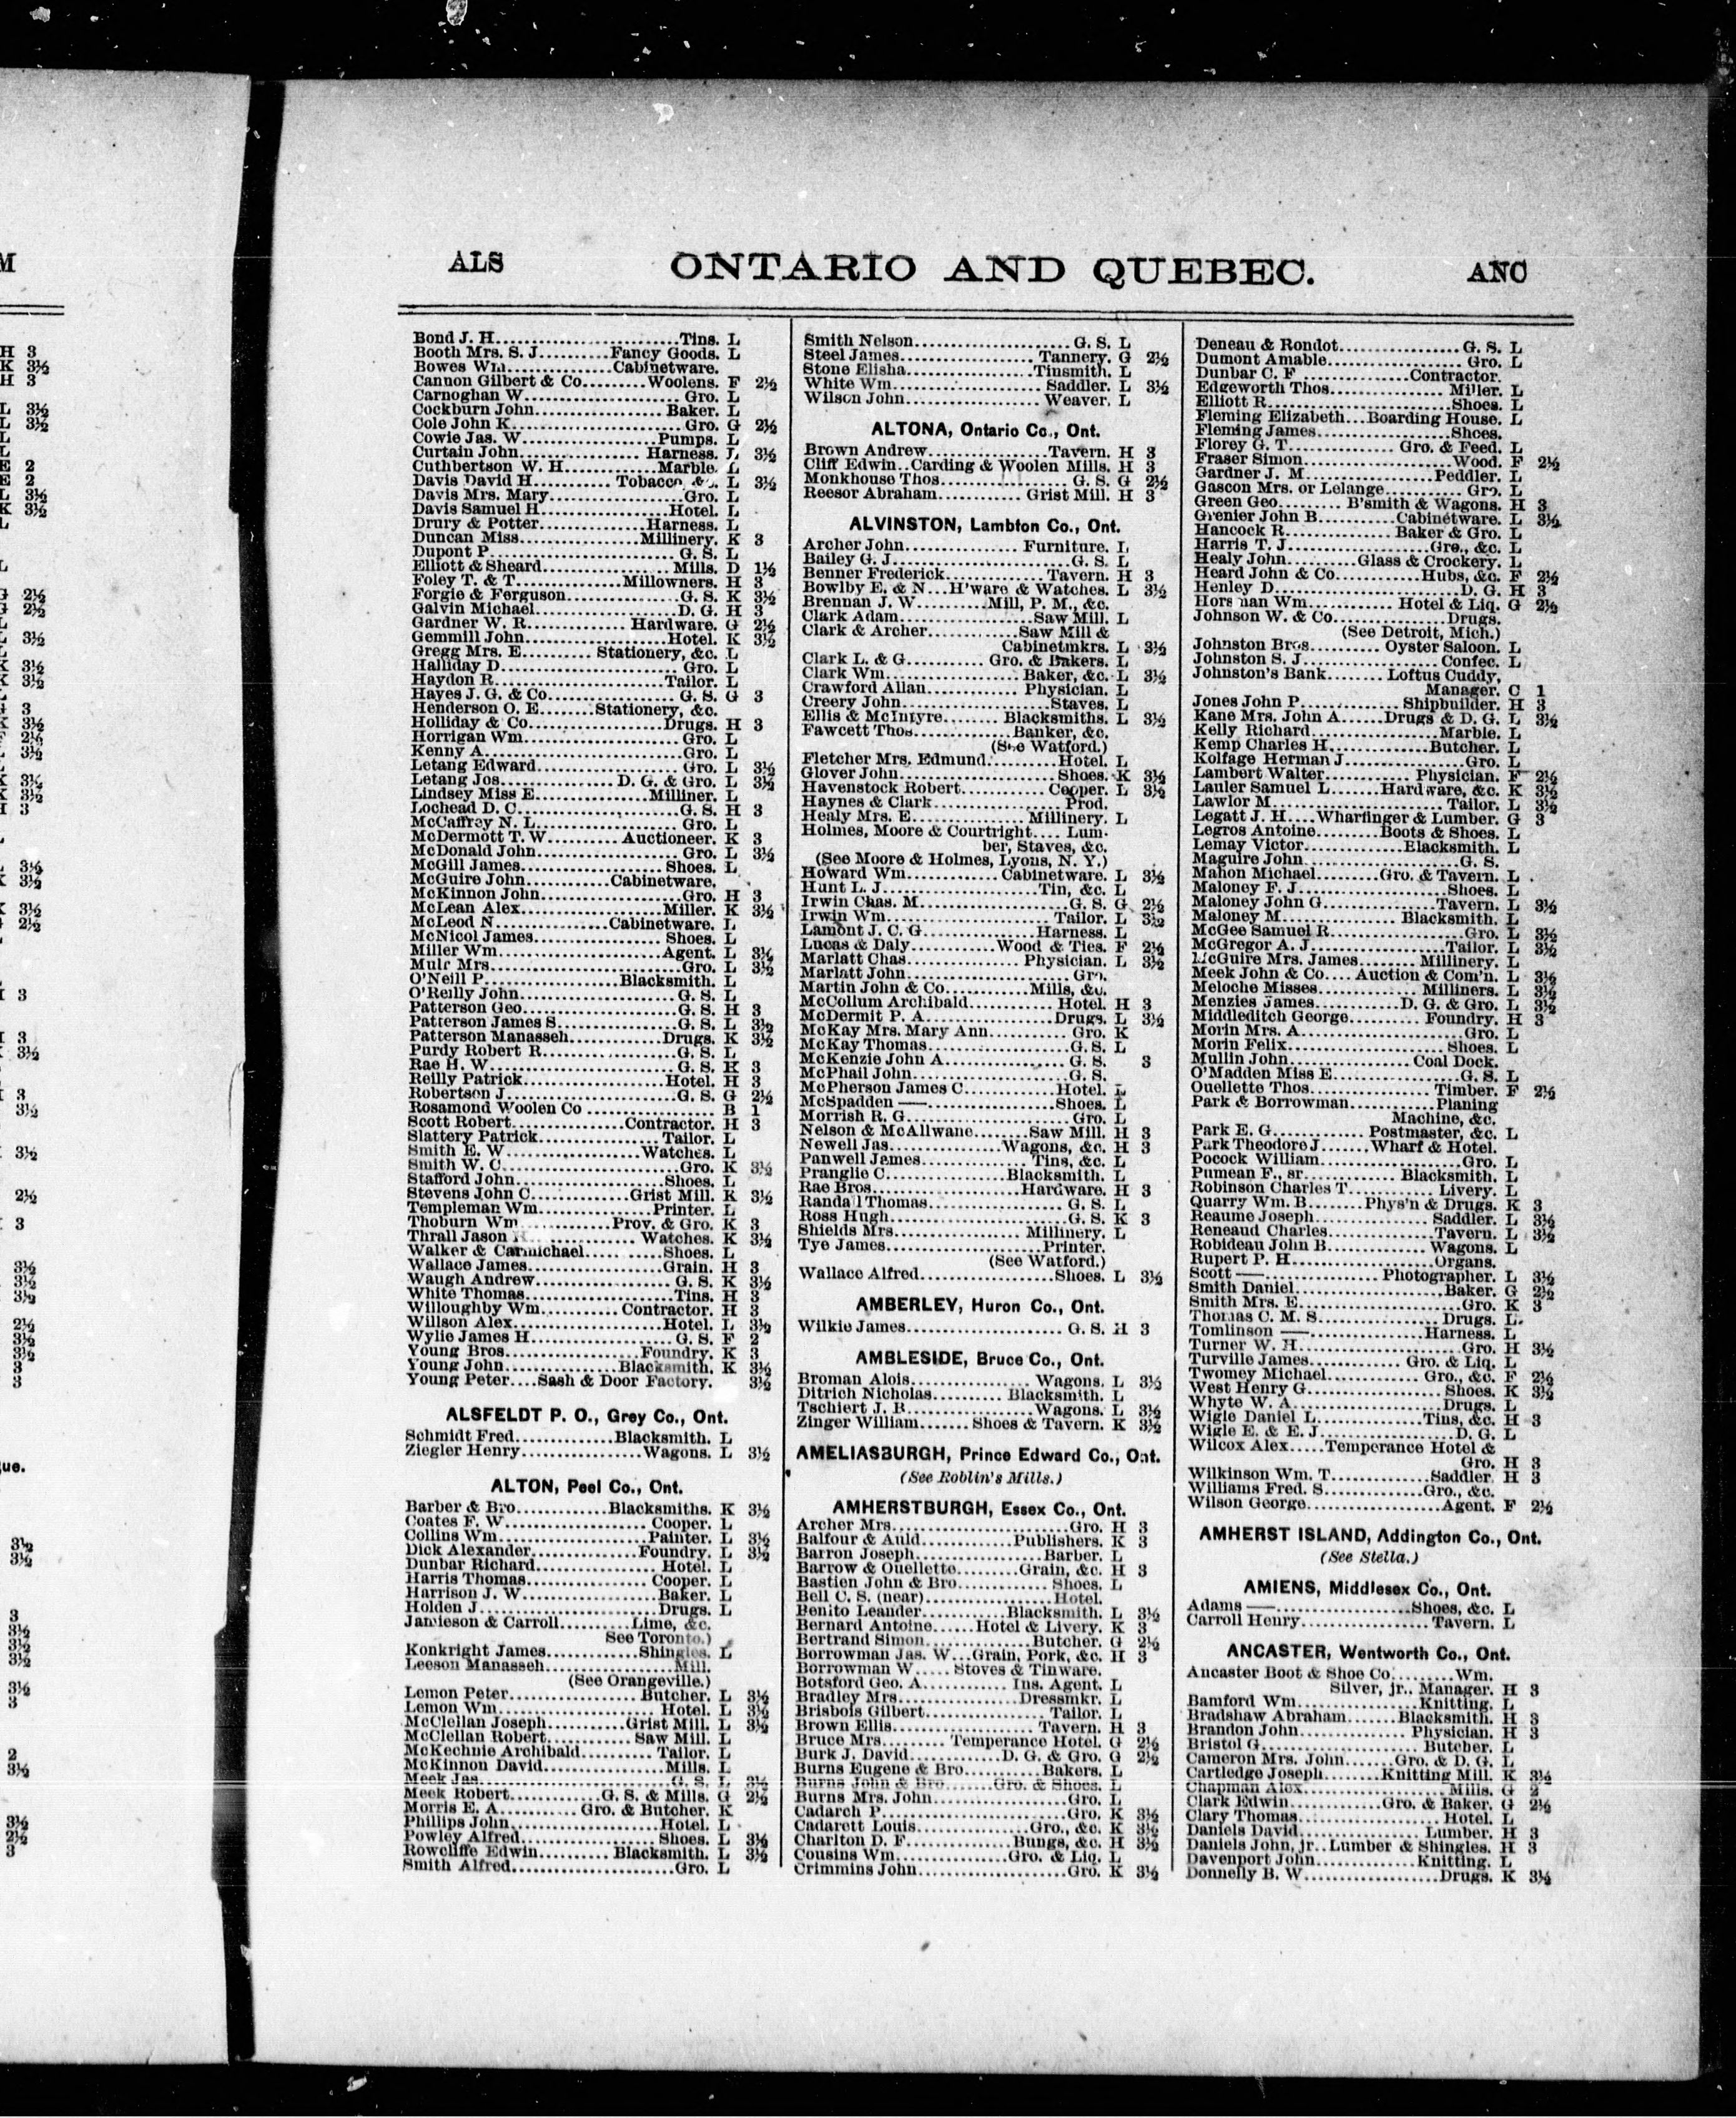 ALS ONTARIO AND QUEBEC. ANC
Bond J. H..........Tins. L
Booth Mrs. S. J..........Fancy Goods. L
Bowes Wm..........Cabinetware.
Cannon Gilbert & Co..........Woolens. F 2½
Carnoghan W..........Gro. L
Cockburn John..........Baker. L
Cole John K..........Gro. G 2½
Cowie Jas. W..........Pumps. L
Curtain John..........Harness. L 3½
Cuthbertson W. H..........Marble. L
Davis David H..........Tobacco, &c. L 3½
Davis Mrs. Mary..........Gro. L
Davis Samuel H..........Hotel. L
Drury & Potter..........Harness. L
Duncan Miss..........Millinery. K 3
Dupont P..........G. S. L
Elliott & Sheard..........Mills. D 1½
Foley T. & T..........Millowners. H 3
Forgie & Ferguson..........G. S. K 3½
Galvin Michael..........D. G. H 3
Gardner W. R..........Hardware. G 2½
Gemmill John..........Hotel. K 3½
Gregg Mrs. E..........Stationery, &c. L
Halliday D..........Gro. L
Haydon R..........Tailor. L
Hayes J. G. & Co..........G. S. G 3
Henderson O. E..........Stationery, &c.
Holliday & Co..........Drugs. H 3
Horrigan Wm..........Gro. L
Kenny A..........Gro. L
Letang Edward..........Gro. L 3½
Letang Jos..........D. G. & Gro. L 3½
Lindsey Miss E..........Milliner. L
Lochead D. C..........G. S. H 3
McCaffrey N. L..........Gro. L
McDermott T. W..........Auctioneer. K 3
McDonald John..........Gro. L 3½
McGill James..........Shoes. L
McGuire John..........Cabinetware.
McKinnon John..........Gro. H 3
McLean Alex..........Miller. K 3½
McLeod N..........Cabinetware. L
McNicol James..........Shoes. L
Miller Wm..........Agent. L 3½
Muir Mrs..........Gro. L 3½
O'Neill P..........Blacksmith. L
O'Reilly John..........G. S. L
Patterson Geo..........G. S. H 3
Patterson James S..........G. S. L 3½
Patterson Manasseh..........Drugs. K 3½
Purdy Robert R..........G. S. L
Rae H. W..........G. S. K 3
Reilly Patrick..........Hotel. H 3
Robertson J..........G. S. G 2½
Rosamond Woolen Co.......... B 1
Scott Robert..........Contractor. H 3
Slattery Patrick..........Tailor. L
Smith E. W..........Watches. L
Smith W. C..........Gro. K 3½
Stafford John..........Shoes. L
Stevens John C..........Grist Mill. K 3½
Templeman Wm..........Printer. L
Thoburn Wm..........Prov. & Gro. K 3
Thrall Jason..........Watches. K 3½
Walker & Carmichael..........Shoes. L
Wallace James..........Grain. H 3
Waugh Andrew..........G. S. K 3½
White Thomas..........Tins. H 3
Willoughby Wm..........Contractor. H 3
Willson Alex..........Hotel. L 3½
Wylie James H..........G. S. F 2
Young Bros..........Foundry. K 3
Young John..........Blacksmith. K 3½
Young Peter....Sash & Door Factory. 3½
ALSFELDT P. O., Grey Co., Ont.
Schmidt Fred..........Blacksmith. L
Ziegler Henry..........Wagons. L 3½
ALTON, Peel Co., Ont.
Barber & Bro..........Blacksmiths. K 3½
Coates F. W..........Cooper. L
Collins Wm..........Painter. L 3½
Dick Alexander..........Foundry. L 3½
Dunbar Richard..........Hotel. L
Harris Thomas..........Cooper. L
Harrison J. W..........Baker. L
Holden J..........Drugs. L
Jamieson & Carroll..........Lime, &c.
See Toronto.)
Konkright James..........Shingles. L
Leeson Manasseh..........Mill.
(See Orangeville.)
Lemon Peter..........Butcher. L 3½
Lemon Wm..........Hotel. L 3½
McClellan Joseph..........Grist Mill. L 3½
McClellan Robert..........Saw Mill. L
McKechnie Archibald..........Tailor. L
McKinnon David..........Mills. L
Meek Jas..........G. S. L 3½
Meek Robert..........G. S. & Mills. G 2½
Morris E. A..........Gro. & Butcher. K
Phillips John..........Hotel. L
Powley Alfred..........Shoes. L 3½
Rowcliffe Edwin..........Blacksmith. L 3½
Smith Alfred..........Gro. L
Smith Nelson..........G. S. L
Steel James..........Tannery. G 2½
Stone Elisha..........Tinsmith. L
White Wm..........Saddler. L 3½
Wilson John..........Weaver. L
ALTONA, Ontario Co., Ont.
Brown Andrew..........Tavern. H 3
Cliff Edwin..Carding & Woolen Mills. H 3
Monkhouse Thos..........G. S. G 2½
Reesor Abraham..........Grist Mill. H 3
ALVINSTON, Lambton Co., Ont.
Archer John..........Furniture. L
Bailey G. J..........G. S. L
Benner Frederick..........Tavern. H 3
Bowlby E. & N...H'ware & Watches. L 3½
Brennan J. W..........Mill, P. M., &c.
Clark Adam..........Saw Mill. L
Clark & Archer..........Saw Mill &
Cabinetmkrs. L 3½
Clark L. & G..........Gro. & Bakers. L
Clark Wm..........Baker, &c. L 3½
Crawford Allan..........Physician. L
Creery John..........Staves. L
Ellis & McIntyre..........Blacksmiths. L 3½
Fawcett Thos..........Banker, &c.
(See Watford.)
Fletcher Mrs. Edmund..........Hotel. L
Glover John..........Shoes. K 3½
Havenstock Robert..........Cooper. L 3½
Haynes & Clark..........Prod.
Healy Mrs. E..........Millinery. L
Holmes, Moore & Courtright.... Lum-
ber, Staves, &c.
(See Moore & Holmes, Lyons, N. Y.)
Howard Wm..........Cabinetware. L 3½
Hunt L. J..........Tin, &c. L
Irwin Chas. M..........G. S. G 2½
Irwin Wm..........Tailor. L 3½
Lamont J. C. G..........Harness. L
Lucas & Daly..........Wood & Ties. F 2½
Marlatt Chas..........Physician. L 3½
Marlatt John..........Gro.
Martin John & Co..........Mills, &c.
McCollum Archibald..........Hotel. H 3
McDermit P. A..........Drugs. L 3½
McKay Mrs. Mary Ann..........Gro. K
McKay Thomas..........G. S. L
McKenzie John A..........G. S. 3
McPhail John..........G. S.
McPherson James C..........Hotel. L
McSpadden —..........Shoes. L
Morrish R. G..........Gro. L
Nelson & McAllwane..........Saw Mill. H 3
Newell Jas..........Wagons, &c. H 3
Panwell James..........Tins, &c. L
Pranglie C..........Blacksmith. L
Rae Bros..........Hardware. H 3
Randall Thomas..........G. S. L
Ross Hugh..........G. S. K 3
Shields Mrs..........Millinery. L
Tye James..........Printer.
(See Watford.)
Wallace Alfred..........Shoes. L 3½
AMBERLEY, Huron Co., Ont.
Wilkie James..........G. S. H 3
AMBLESIDE, Bruce Co., Ont.
Broman Alois..........Wagons. L 3½
Ditrich Nicholas..........Blacksmith. L
Tschiert J. B..........Wagons. L 3½
Zinger William.......Shoes & Tavern. K 3½
AMELIASBURGH, Prince Edward Co., Ont.
(See Roblin's Mills.)
AMHERSTBURGH, Essex Co., Ont.
Archer Mrs..........Gro. H 3
Balfour & Auld..........Publishers. K 3
Barron Joseph..........Barber. L
Barrow & Ouellette..........Grain, &c. H 3
Bastien John & Bro..........Shoes. L
Bell C. S. (near)..........Hotel.
Benito Leander..........Blacksmith. L 3½
Bernard Antoine......Hotel & Livery. K 3
Bertrand Simon..........Butcher. G 2½
Borrowman Jas. W...Grain, Pork, &c. H 3
Borrowman W..... Stoves & Tinware.
Botsford Geo. A..........Ins. Agent. L
Bradley Mrs..........Dressmkr. L
Brisbois Gilbert..........Tailor. L
Brown Ellis..........Tavern. H 3
Bruce Mrs......... Temperance Hotel. G 2½
Burk J. David..........D. G. & Gro. G 2½
Burns Eugene & Bro..........Bakers. L
Burns John & Bro.......Gro. & Shoes. L
Burns Mrs. John..........Gro. L
Cadarch P..........Gro. K 3½
Cadarett Louis..........Gro., &c. K 3½
Charlton D. F..........Bungs, &c. H 3½
Cousins Wm..........Gro. & Liq. L
Crimmins John..........Gro. K 3½
Deneau & Rondot..........G. S. L
Dumont Amable..........Gro. L
Dunbar C. F..........Contractor.
Edgeworth Thos..........Miller. L
Elliott R..........Shoes. L
Fleming Elizabeth...Boarding House. L
Fleming James..........Shoes.
Florey G. T..........Gro. & Feed. L
Fraser Simon..........Wood. F 2½
Gardner J. M..........Peddler. L
Gascon Mrs. or Lelange..........Gro. L
Green Geo......... B'smith & Wagons. H 3
Grenier John B..........Cabinetware. L 3½
Hancock R..........Baker & Gro. L
Harris T. J..........Gro., &c. L
Healy John..........Glass & Crockery. L
Heard John & Co..........Hubs, &c. F 2½
Henley D..........D. G. H 3
Horsman Wm..........Hotel & Liq. G 2½
Johnson W. & Co..........Drugs.
(See Detroit, Mich.)
Johnston Bros..........Oyster Saloon. L
Johnston S. J..........Confec. L
Johnston's Bank........ Loftus Cuddy,
Manager. C 1
Jones John P..........Shipbuilder. H 3
Kane Mrs. John A......Drugs & D. G. L 3½
Kelly Richard..........Marble. L
Kemp Charles H..........Butcher. L
Kolfage Herman J..........Gro. L
Lambert Walter..........Physician. F 2½
Lauler Samuel L.......Hardware, &c. K 3½
Lawlor M..........Tailor. L 3½
Legatt J. H....Wharfinger & Lumber. G 3
Legros Antoine..........Boots & Shoes. L
Lemay Victor..........Blacksmith. L
Maguire John..........G. S.
Mahon Michael.........Gro. & Tavern. L
Maloney F. J..........Shoes. L
Maloney John G..........Tavern. L 3½
Maloney M..........Blacksmith. L
McGee Samuel R..........Gro. L 3½
McGregor A. J..........Tailor. L 3½
McGuire Mrs. James........Millinery. L
Meek John & Co.... Auction & Com'n. L 3½
Meloche Misses..........Milliners. L 3½
Menzies James..........D. G. & Gro. L 3½
Middleditch George..........Foundry. H 3
Morin Mrs. A..........Gro. L
Morin Felix..........Shoes. L
Mullin John..........Coal Dock.
O'Madden Miss E..........G. S. L
Ouellette Thos..........Timber. F 2½
Park & Borrowman..........Planing
Machine, &c.
Park E. G..........Postmaster, &c. L
Park Theodore J.......Wharf & Hotel.
Pocock William..........Gro. L
Pumean F., sr..........Blacksmith. L
Robinson Charles T..........Livery. L
Quarry Wm. B..........Phys'n & Drugs. K 3
Reaume Joseph..........Saddler. L 3½
Reneaud Charles..........Tavern. L 3½
Robideau John B..........Wagons. L
Rupert P. H..........Organs.
Scott —..........Photographer. L 3½
Smith Daniel..........Baker. G 2½
Smith Mrs. E..........Gro. K 3
Thomas C. M. S..........Drugs. L
Tomlinson —..........Harness. L
Turner W. H..........Gro. H 3½
Turville James..........Gro. & Liq. L
Twomey Michael..........Gro., &c. F 2½
West Henry G..........Shoes. K 3½
Whyte W. A..........Drugs. L
Wigle Daniel L..........Tins, &c. H 3
Wigle E. & E. J..........D. G. L
Wilcox Alex.....Temperance Hotel &
Gro. H 3
Wilkinson Wm. T..........Saddler. H 3
Williams Fred. S..........Gro., &c.
Wilson George..........Agent. F 2½
AMHERST ISLAND, Addington Co., Ont.
(See Stella.)
AMIENS, Middlesex Co., Ont.
Adams —..........Shoes, &c. L
Carroll Henry..........Tavern. L
ANCASTER, Wentworth Co., Ont.
Ancaster Boot & Shoe Co.........Wm.
Silver, jr.. Manager. H 3
Bamford Wm..........Knitting. L
Bradshaw Abraham.......Blacksmith. H 3
Brandon John..........Physician. H 3
Bristol G..........Butcher. L
Cameron Mrs. John......Gro. & D. G. L
Cartledge Joseph........Knitting Mill. K 3½
Chapman Alex..........Mills. G 2
Clark Edwin..........Gro. & Baker. G 2½
Clary Thomas..........Hotel. L
Daniels David..........Lumber. H 3
Daniels John, jr.. Lumber & Shingles. H 3
Davenport John..........Knitting. L
Donnelly B. W..........Drugs. K 3½